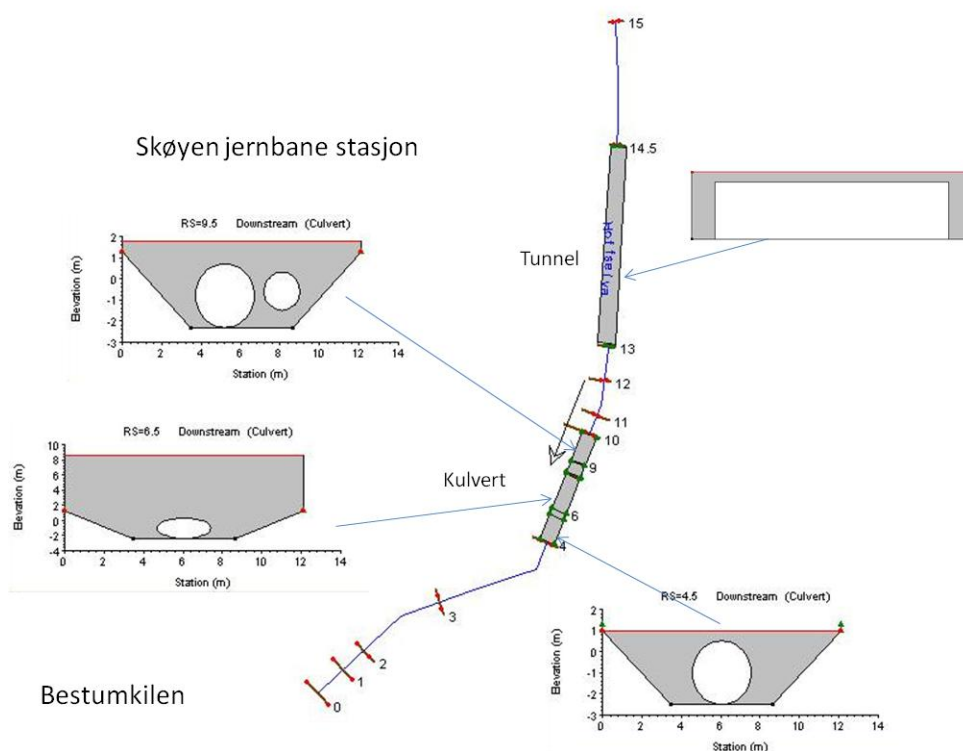 15
Skøyen jernbane stasjon
14.5
RS=9.5 Downstream (Culvert)
2
1
0
-1
-2
-3
Elevation (m)
0 2 4 6 8 10 12 14
Station (m)
Tunnel
Hoffselva
13
12
11
10
9
6
4
RS=6.5 Downstream (Culvert)
10
8
6
4
2
0
-2
-4
Elevation (m)
0 2 4 6 8 10 12 14
Station (m)
Kulvert
3
2
1
0
RS=4.5 Downstream (Culvert)
2
1
0
-1
-2
-3
Elevation (m)
0 2 4 6 8 10 12 14
Station (m)
Bestumkilen